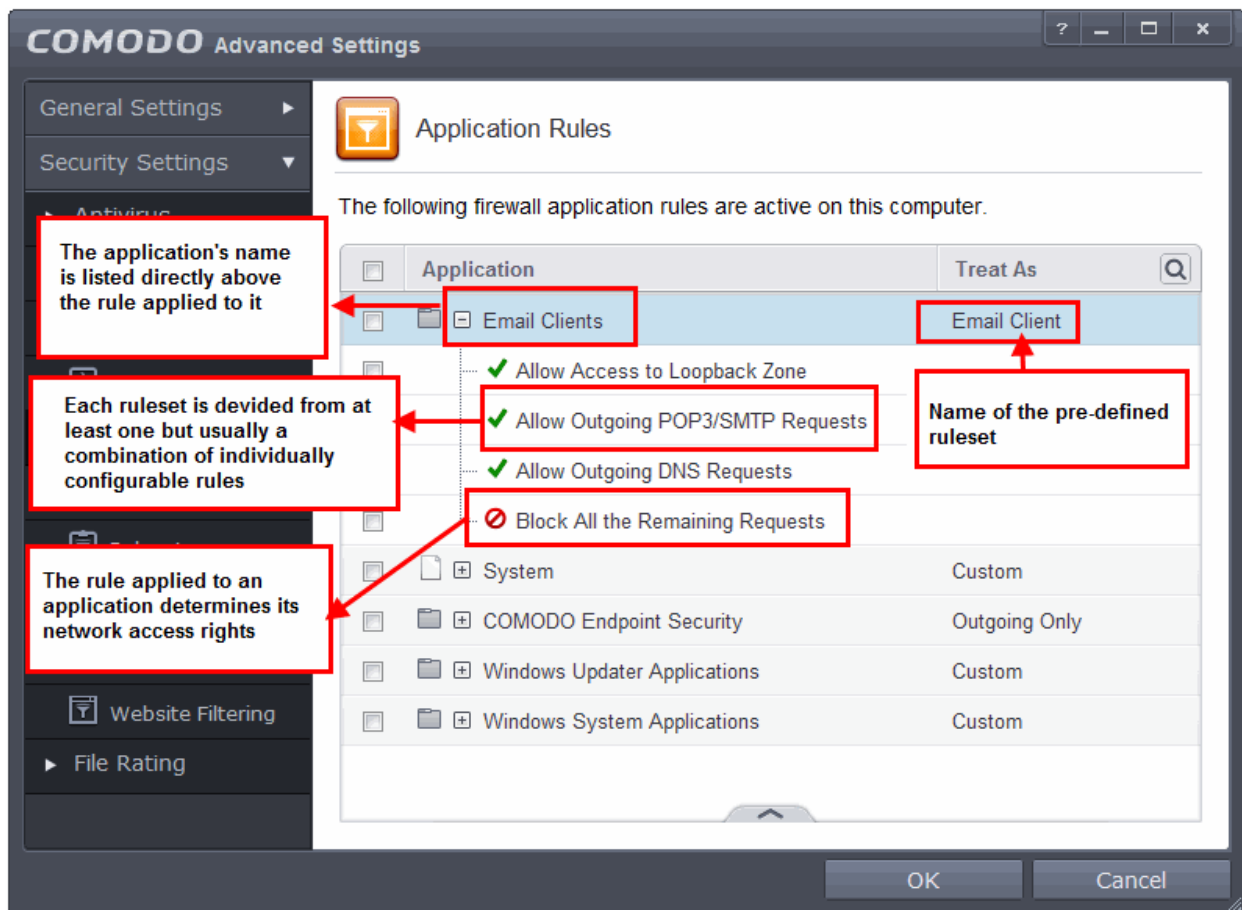 COMODO Advanced Settings
?
General Settings
Security Settings
Antivirus
The application's name
is listed directly above
the rule applied to it
Each ruleset is devided from at
least one but usually a
combination of individually
configurable rules
The rule applied to an
application determines its
network access rights
Website Filtering
File Rating
Application Rules
The following firewall application rules are active on this computer.
Application Treat As
Email Clients Email Client
Allow Access to Loopback Zone
Allow Outgoing POP3/SMTP Requests
Allow Outgoing DNS Requests
Block All the Remaining Requests
Name of the pre-defined
ruleset
System Custom
COMODO Endpoint Security Outgoing Only
Windows Updater Applications Custom
Windows System Applications Custom
OK Cancel